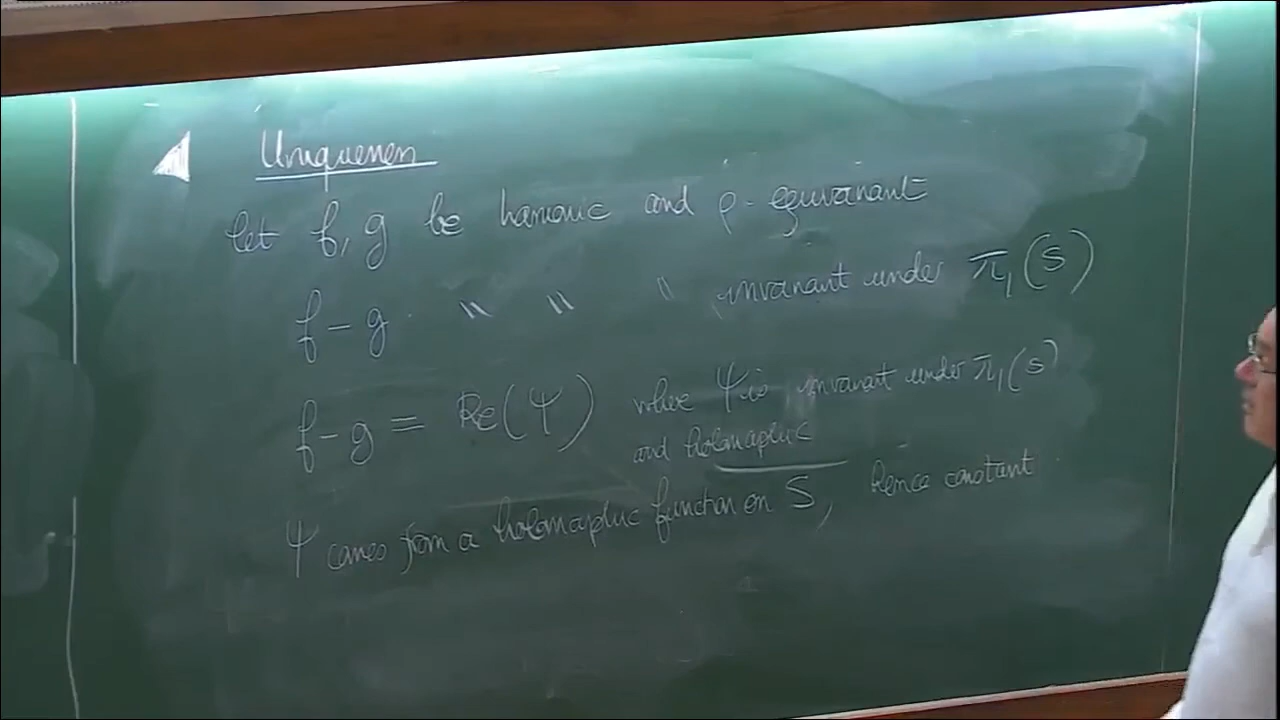 Uniqueness
let f, g be harmonic and ρ-equivariant
f - g " " " invariant under π₁(S)
f - g = Re(Ψ) where Ψ is invariant under π₁(S)
and holomorphic
Ψ comes from a holomorphic function on S, hence constant